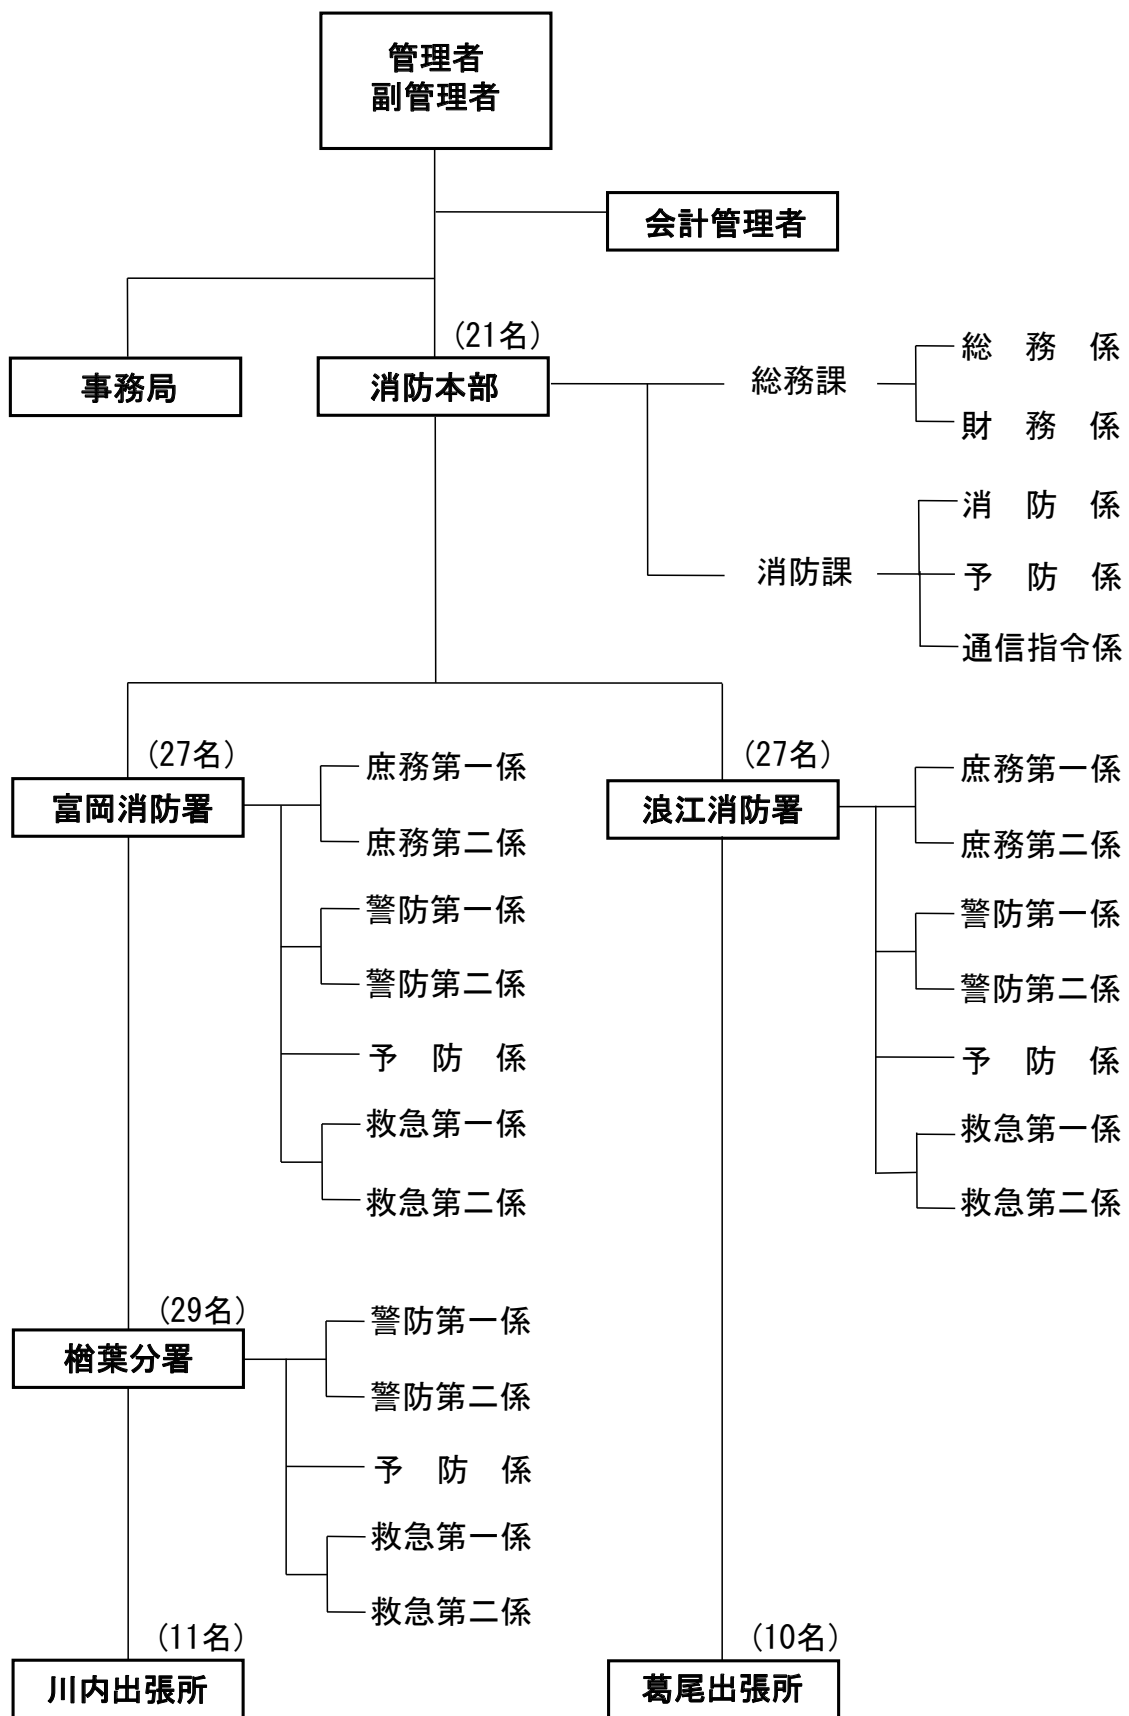 管理者
副管理者
会計管理者
(21名)
事務局
消防本部
総務課
総　務　係
財　務　係
消防課
消　防　係
予　防　係
通信指令係
(27名)
富岡消防署
庶務第一係
庶務第二係
警防第一係
警防第二係
予　防　係
救急第一係
救急第二係
(27名)
浪江消防署
庶務第一係
庶務第二係
警防第一係
警防第二係
予　防　係
救急第一係
救急第二係
(29名)
楢葉分署
警防第一係
警防第二係
予　防　係
救急第一係
救急第二係
(11名)
川内出張所
(10名)
葛尾出張所